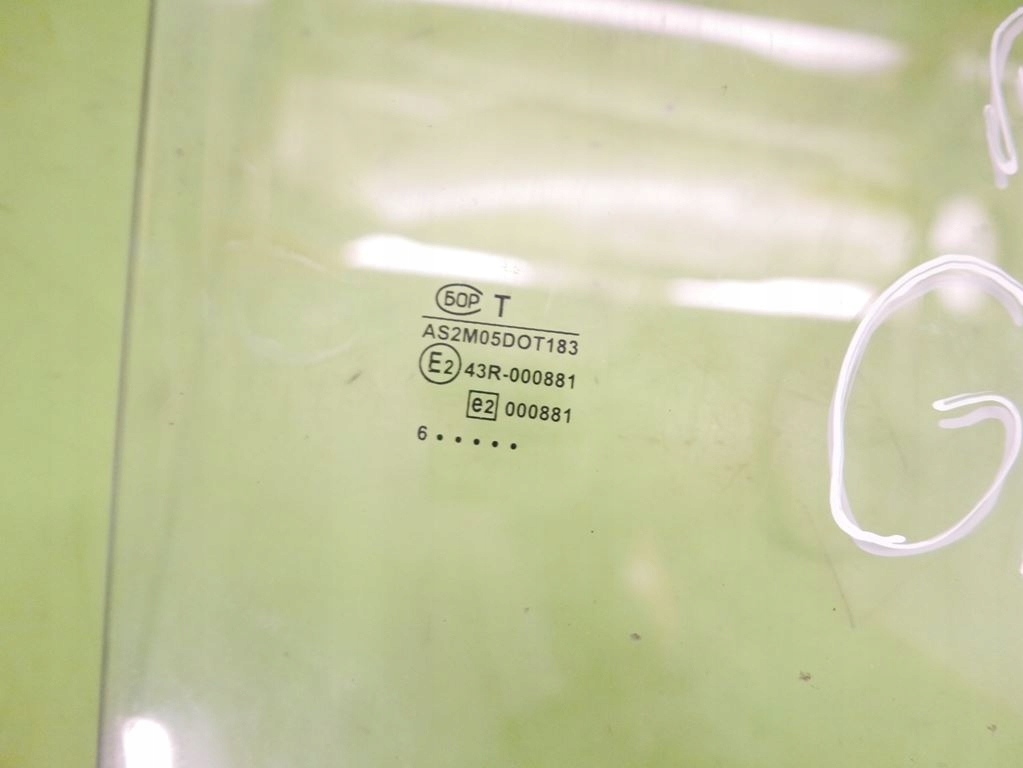 БОР T
AS2M05DOT183
E2 43R-000881
e2 000881
6 • • • • •
G